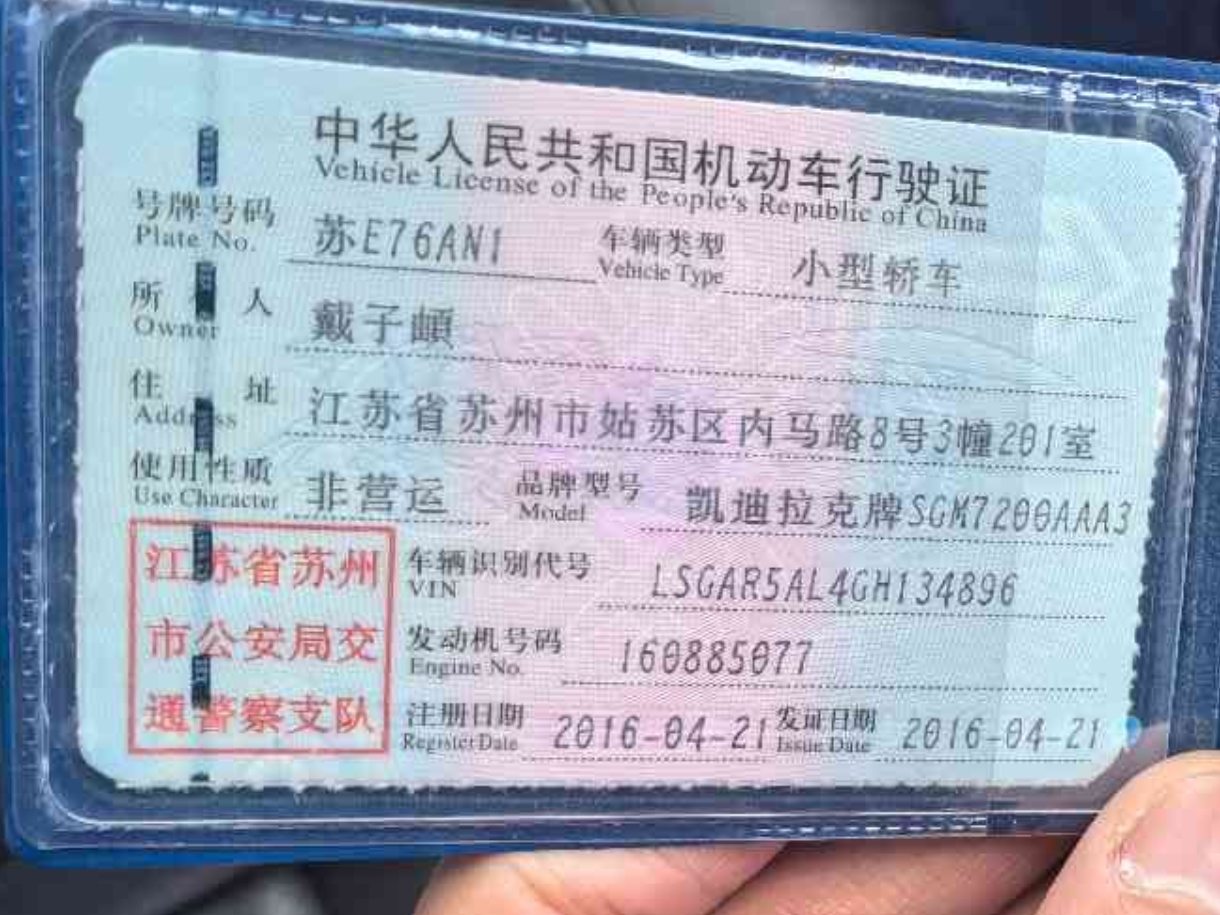 中华人民共和国机动车行驶证
Vehicle License of the People's Republic of China
号牌号码 苏E76AN1 车辆类型 小型轿车
Plate No. Vehicle Type
所 人 戴子頔
Owner
住 址 江苏省苏州市姑苏区内马路8号3幢201室
Address
使用性质 非营运 品牌型号 凯迪拉克牌SGM7200AAA3
Use Character Model
江苏省苏州
市公安局交
通警察支队
车辆识别代号 LSGAR5AL4GH134896
VIN
发动机号码 160885077
Engine No.
注册日期 2016-04-21 发证日期 2016-04-21
Register Date Issue Date